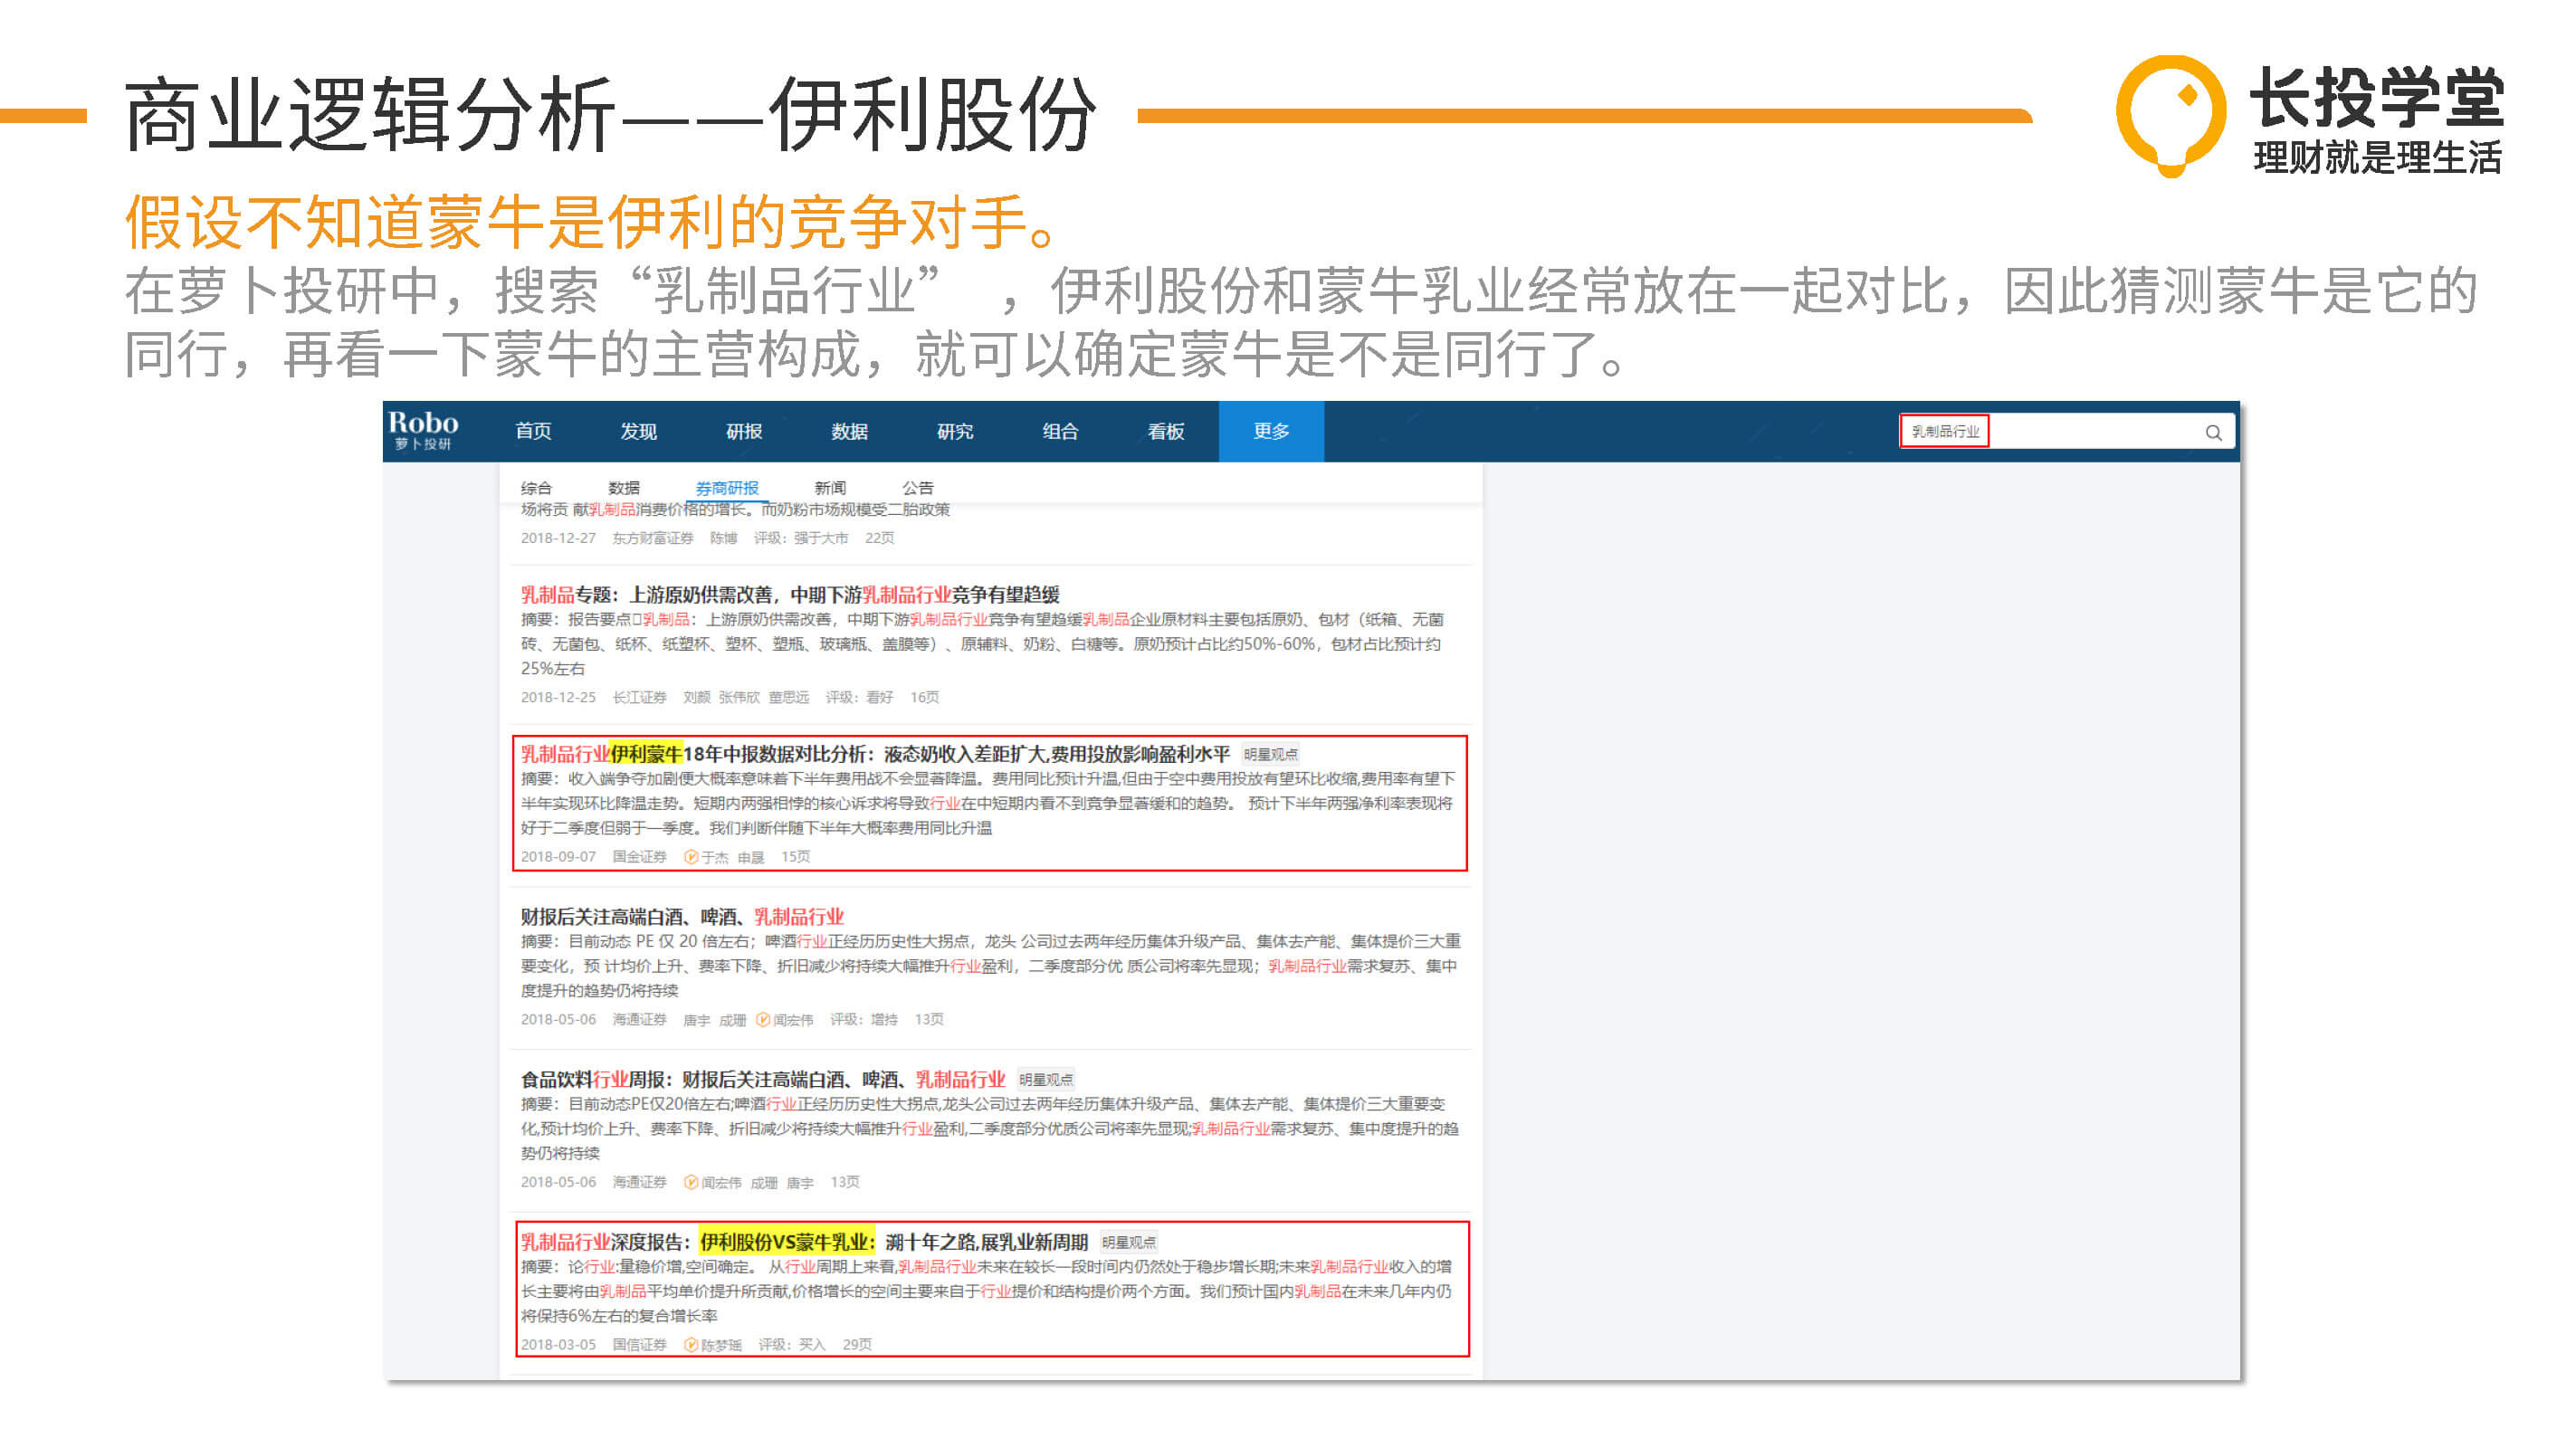 商业逻辑分析——伊利股份
长投学堂
理财就是理生活
假设不知道蒙牛是伊利的竞争对手。
在萝卜投研中，搜索“乳制品行业”，伊利股份和蒙牛乳业经常放在一起对比，因此猜测蒙牛是它的
同行，再看一下蒙牛的主营构成，就可以确定蒙牛是不是同行了。
Robo
萝卜投研
首页 发现 研报 数据 研究 组合 看板 更多
乳制品行业
综合 数据 券商研报 新闻 公告
场将贡 献乳制品消费价格的增长。而奶粉市场规模受二胎政策
2018-12-27 东方财富证券 陈博 评级：强于大市 22页
乳制品专题：上游原奶供需改善，中期下游乳制品行业竞争有望趋缓
摘要：报告要点□乳制品：上游原奶供需改善，中期下游乳制品行业竞争有望趋缓乳制品企业原材料主要包括原奶、包材（纸箱、无菌
砖、无菌包、纸杯、纸塑杯、塑杯、塑瓶、玻璃瓶、盖膜等）、原辅料、奶粉、白糖等。原奶预计占比约50%-60%，包材占比预计约
25%左右
2018-12-25 长江证券 刘颜 张伟欣 董思远 评级：看好 16页
乳制品行业伊利蒙牛18年中报数据对比分析：液态奶收入差距扩大,费用投放影响盈利水平 明星观点
摘要：收入端争夺加剧便大概率意味着下半年费用战不会显著降温。费用同比预计升温,但由于空中费用投放有望环比收缩,费用率有望下
半年实现环比降温走势。短期内两强相悖的核心诉求将导致行业在中短期内看不到竞争显著缓和的趋势。 预计下半年两强净利率表现将
好于二季度但弱于一季度。我们判断伴随下半年大概率费用同比升温
2018-09-07 国金证券 于杰 申晟 15页
财报后关注高端白酒、啤酒、乳制品行业
摘要：目前动态 PE 仅 20 倍左右；啤酒行业正经历历史性大拐点，龙头 公司过去两年经历集体升级产品、集体去产能、集体提价三大重
要变化，预 计均价上升、费率下降、折旧减少将持续大幅推升行业盈利，二季度部分优 质公司将率先显现；乳制品行业需求复苏、集中
度提升的趋势仍将持续
2018-05-06 海通证券 唐宇 成珊 闻宏伟 评级：增持 13页
食品饮料行业周报：财报后关注高端白酒、啤酒、乳制品行业 明星观点
摘要：目前动态PE仅20倍左右;啤酒行业正经历历史性大拐点,龙头公司过去两年经历集体升级产品、集体去产能、集体提价三大重要变
化,预计均价上升、费率下降、折旧减少将持续大幅推升行业盈利,二季度部分优质公司将率先显现;乳制品行业需求复苏、集中度提升的趋
势仍将持续
2018-05-06 海通证券 闻宏伟 成珊 唐宇 13页
乳制品行业深度报告：伊利股份VS蒙牛乳业：溯十年之路,展乳业新周期 明星观点
摘要：论行业:量稳价增,空间确定。 从行业周期上来看,乳制品行业未来在较长一段时间内仍然处于稳步增长期;未来乳制品行业收入的增
长主要将由乳制品平均单价提升所贡献,价格增长的空间主要来自于行业提价和结构提价两个方面。我们预计国内乳制品在未来几年内仍
将保持6%左右的复合增长率
2018-03-05 国信证券 陈梦瑶 评级：买入 29页